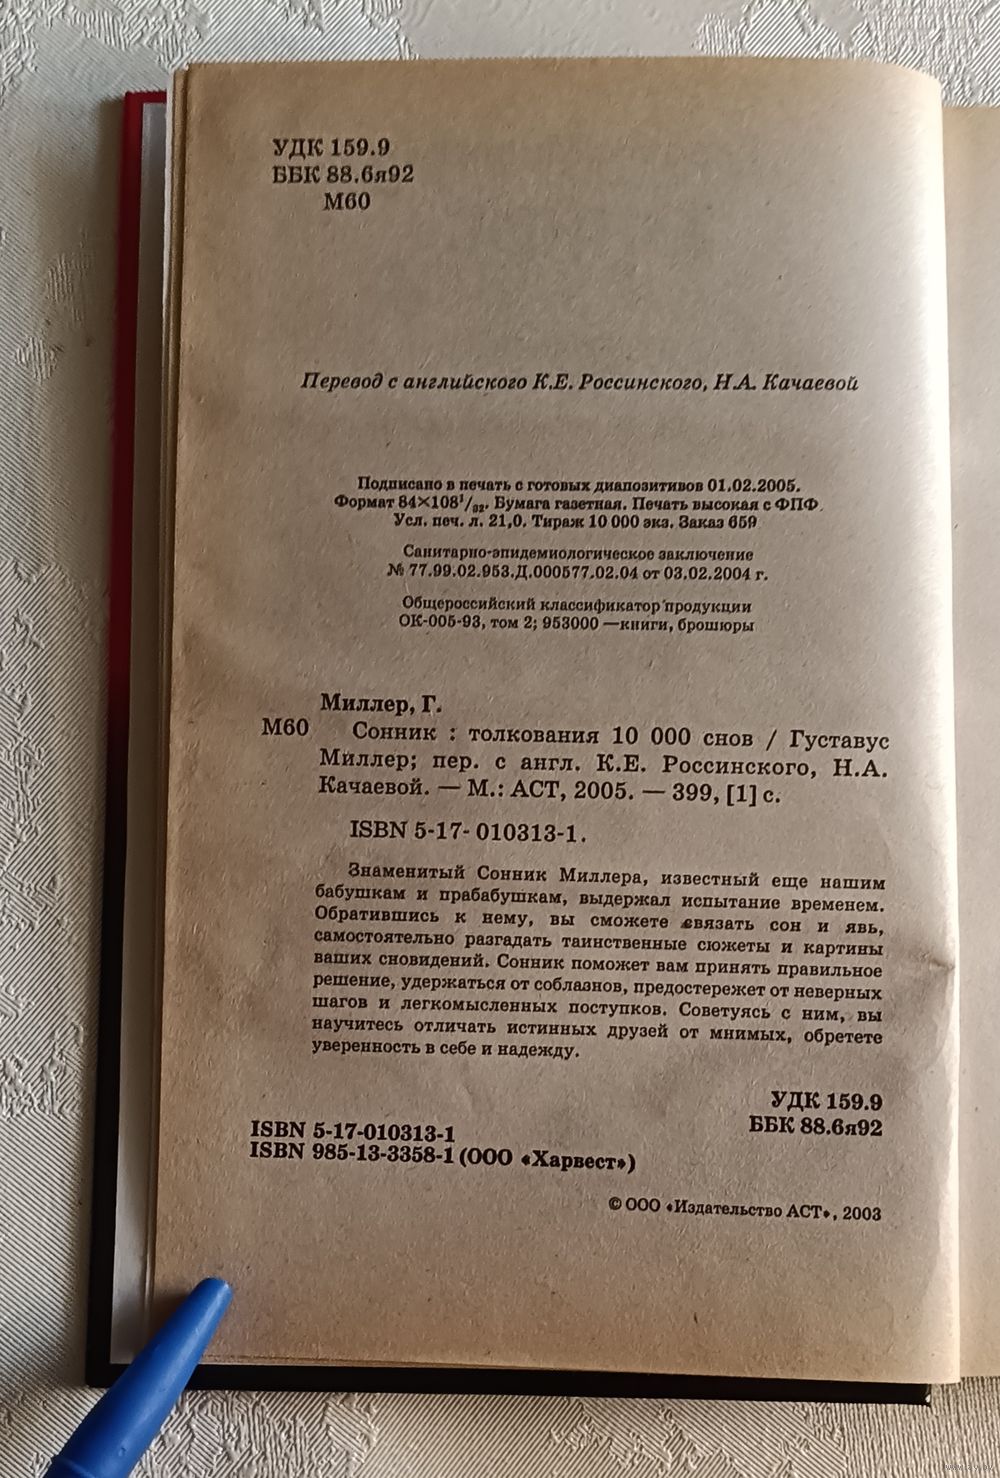 УДК 159.9
ББК 88.6я92
М60
Перевод с английского К.Е. Россинского, Н.А. Качаевой
Подписано в печать с готовых диапозитивов 01.02.2005.
Формат 84×108¹/₃₂. Бумага газетная. Печать высокая с ФПФ.
Усл. печ. л. 21,0. Тираж 10 000 экз. Заказ 659
Санитарно-эпидемиологическое заключение
№ 77.99.02.953.Д.000577.02.04 от 03.02.2004 г.
Общероссийский классификатор продукции
ОК-005-93, том 2; 953000 —книги, брошюры
Миллер, Г.
М60 Сонник : толкования 10 000 снов / Густавус
Миллер; пер. с англ. К.Е. Россинского, Н.А.
Качаевой. — М.: АСТ, 2005. — 399, [1] с.
ISBN 5-17- 010313-1.
Знаменитый Сонник Миллера, известный еще нашим
бабушкам и прабабушкам, выдержал испытание временем.
Обратившись к нему, вы сможете связать сон и явь,
самостоятельно разгадать таинственные сюжеты и картины
ваших сновидений. Сонник поможет вам принять правильное
решение, удержаться от соблазнов, предостережет от неверных
шагов и легкомысленных поступков. Советуясь с ним, вы
научитесь отличать истинных друзей от мнимых, обретете
уверенность в себе и надежду.
УДК 159.9
ББК 88.6я92
ISBN 5-17-010313-1
ISBN 985-13-3358-1 (ООО «Харвест»)
© ООО «Издательство АСТ», 2003